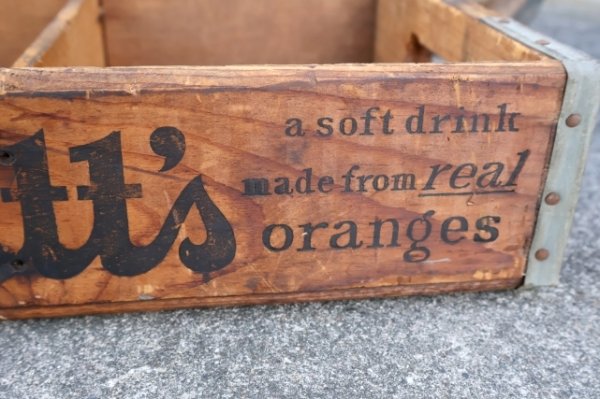 tt's
a soft drink
made from real
oranges